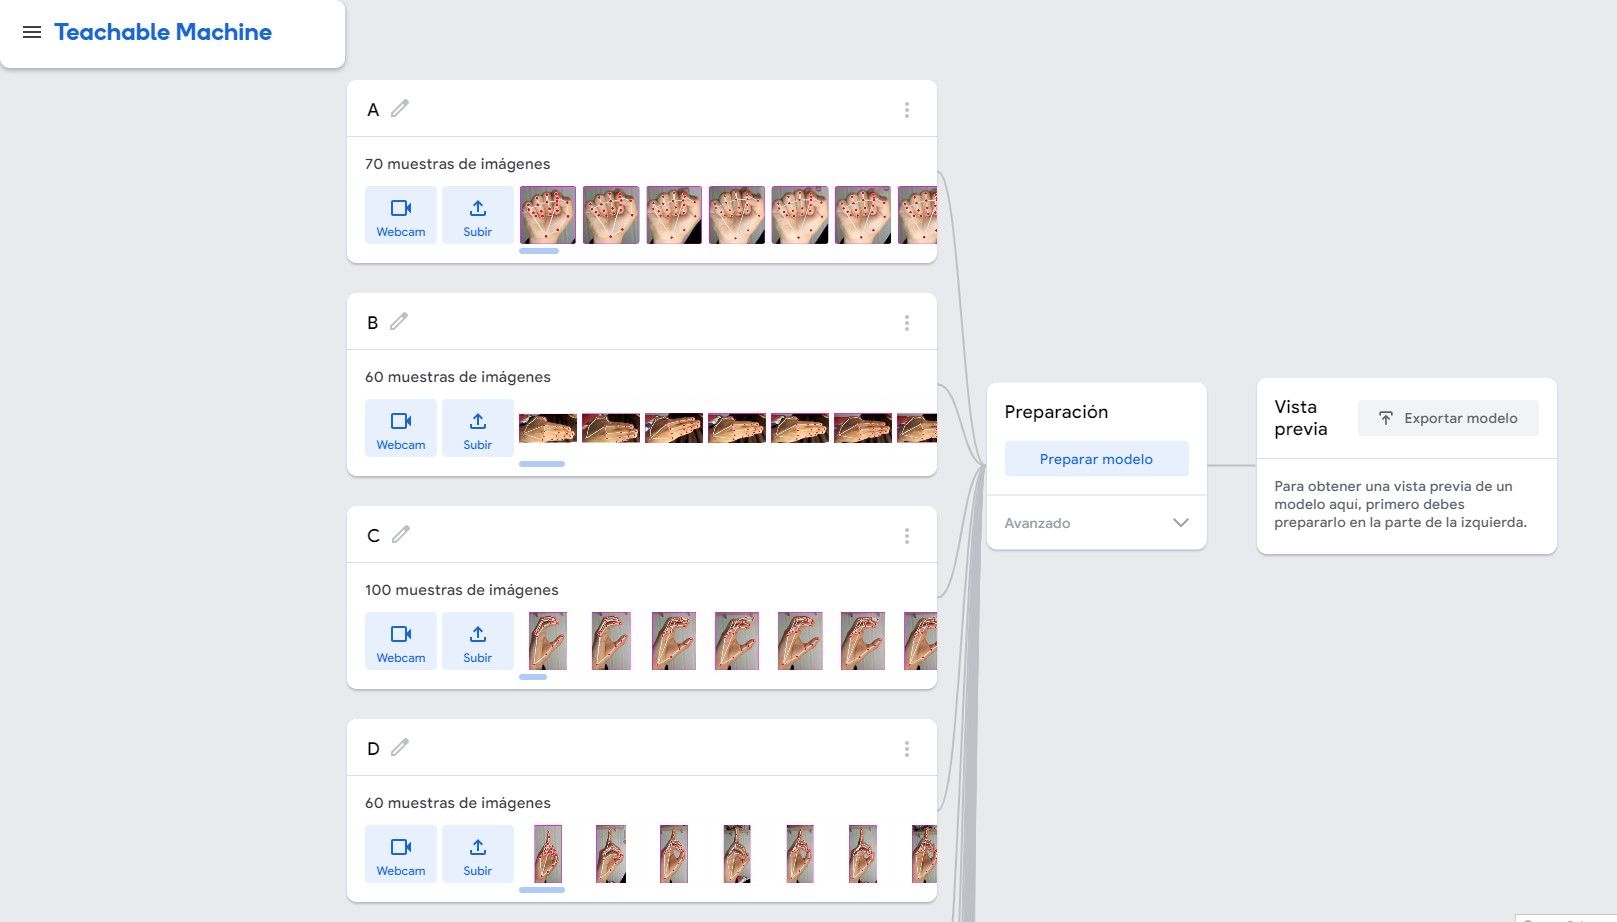 Teachable Machine
A
70 muestras de imágenes
Webcam
Subir
B
60 muestras de imágenes
Webcam
Subir
C
100 muestras de imágenes
Webcam
Subir
D
60 muestras de imágenes
Webcam
Subir
Preparación
Preparar modelo
Avanzado
Vista previa
Exportar modelo
Para obtener una vista previa de un
modelo aquí, primero debes
prepararlo en la parte de la izquierda.